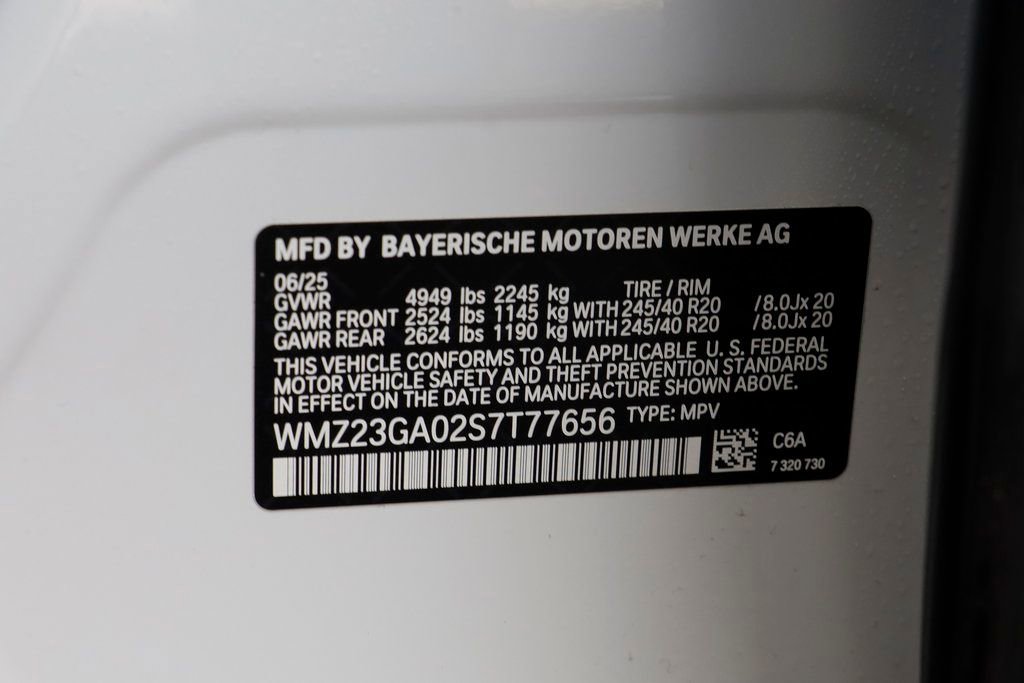 MFD BY BAYERISCHE MOTOREN WERKE AG
06/25 TIRE / RIM
GVWR 4949 lbs 2245 kg
GAWR FRONT 2524 lbs 1145 kg WITH 245/40 R20 /8.0Jx 20
GAWR REAR 2624 lbs 1190 kg WITH 245/40 R20 /8.0Jx 20
THIS VEHICLE CONFORMS TO ALL APPLICABLE U. S. FEDERAL
MOTOR VEHICLE SAFETY AND THEFT PREVENTION STANDARDS
IN EFFECT ON THE DATE OF MANUFACTURE SHOWN ABOVE.
WMZ23GA02S7T77656 TYPE: MPV
C6A
7 320 730